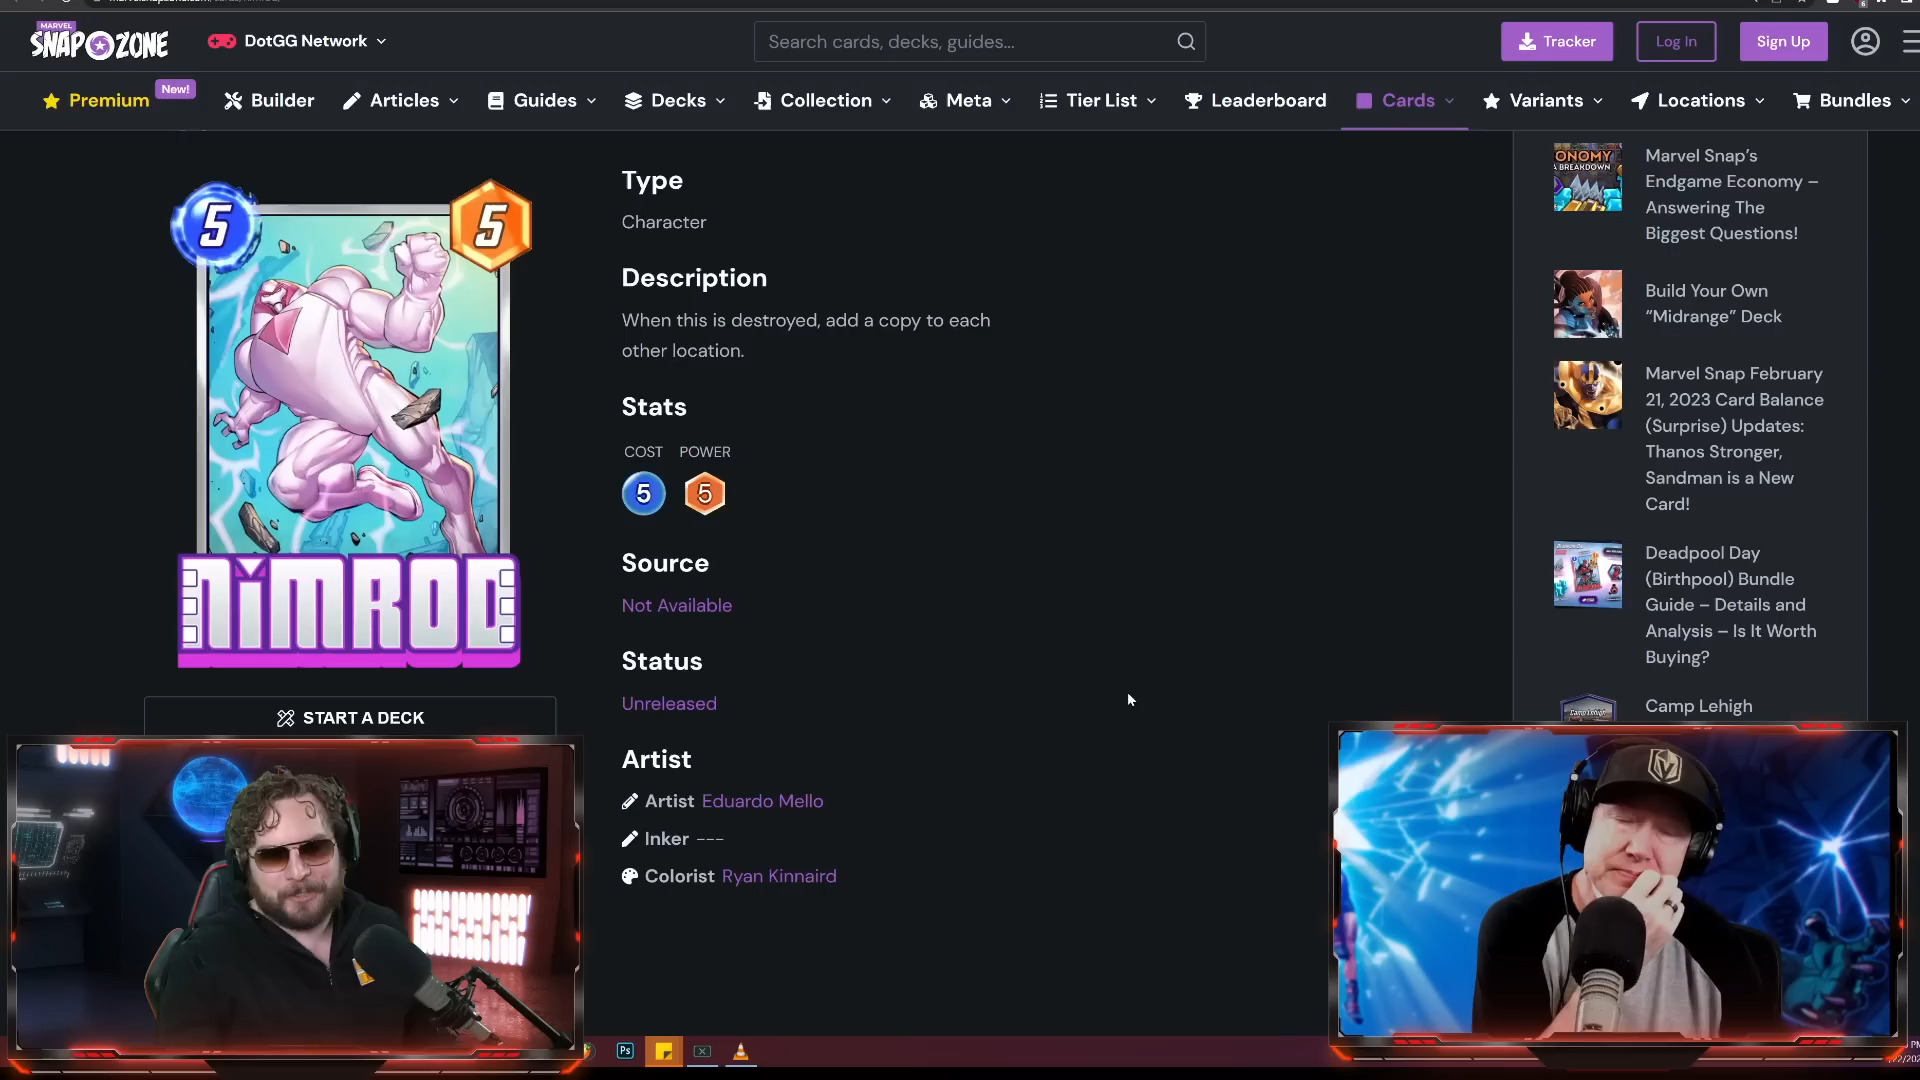 MARVEL
SNAP ZONE
DotGG Network
Search cards, decks, guides...
Tracker
Log In
Sign Up
Premium
New!
Builder
Articles
Guides
Decks
Collection
Meta
Tier List
Leaderboard
Cards
Variants
Locations
Bundles
5
5
NIMROD
START A DECK
Type
Character
Description
When this is destroyed, add a copy to each
other location.
Stats
COST
POWER
5
5
Source
Not Available
Status
Unreleased
Artist
Artist Eduardo Mello
Inker ---
Colorist Ryan Kinnaird
ONOMY
A BREAKDOWN
Marvel Snap's
Endgame Economy –
Answering The
Biggest Questions!
Build Your Own
“Midrange” Deck
Marvel Snap February
21, 2023 Card Balance
(Surprise) Updates:
Thanos Stronger,
Sandman is a New
Card!
Deadpool Day
(Birthpool) Bundle
Guide – Details and
Analysis – Is It Worth
Buying?
Camp Lehigh
Camp Lehigh
Ps